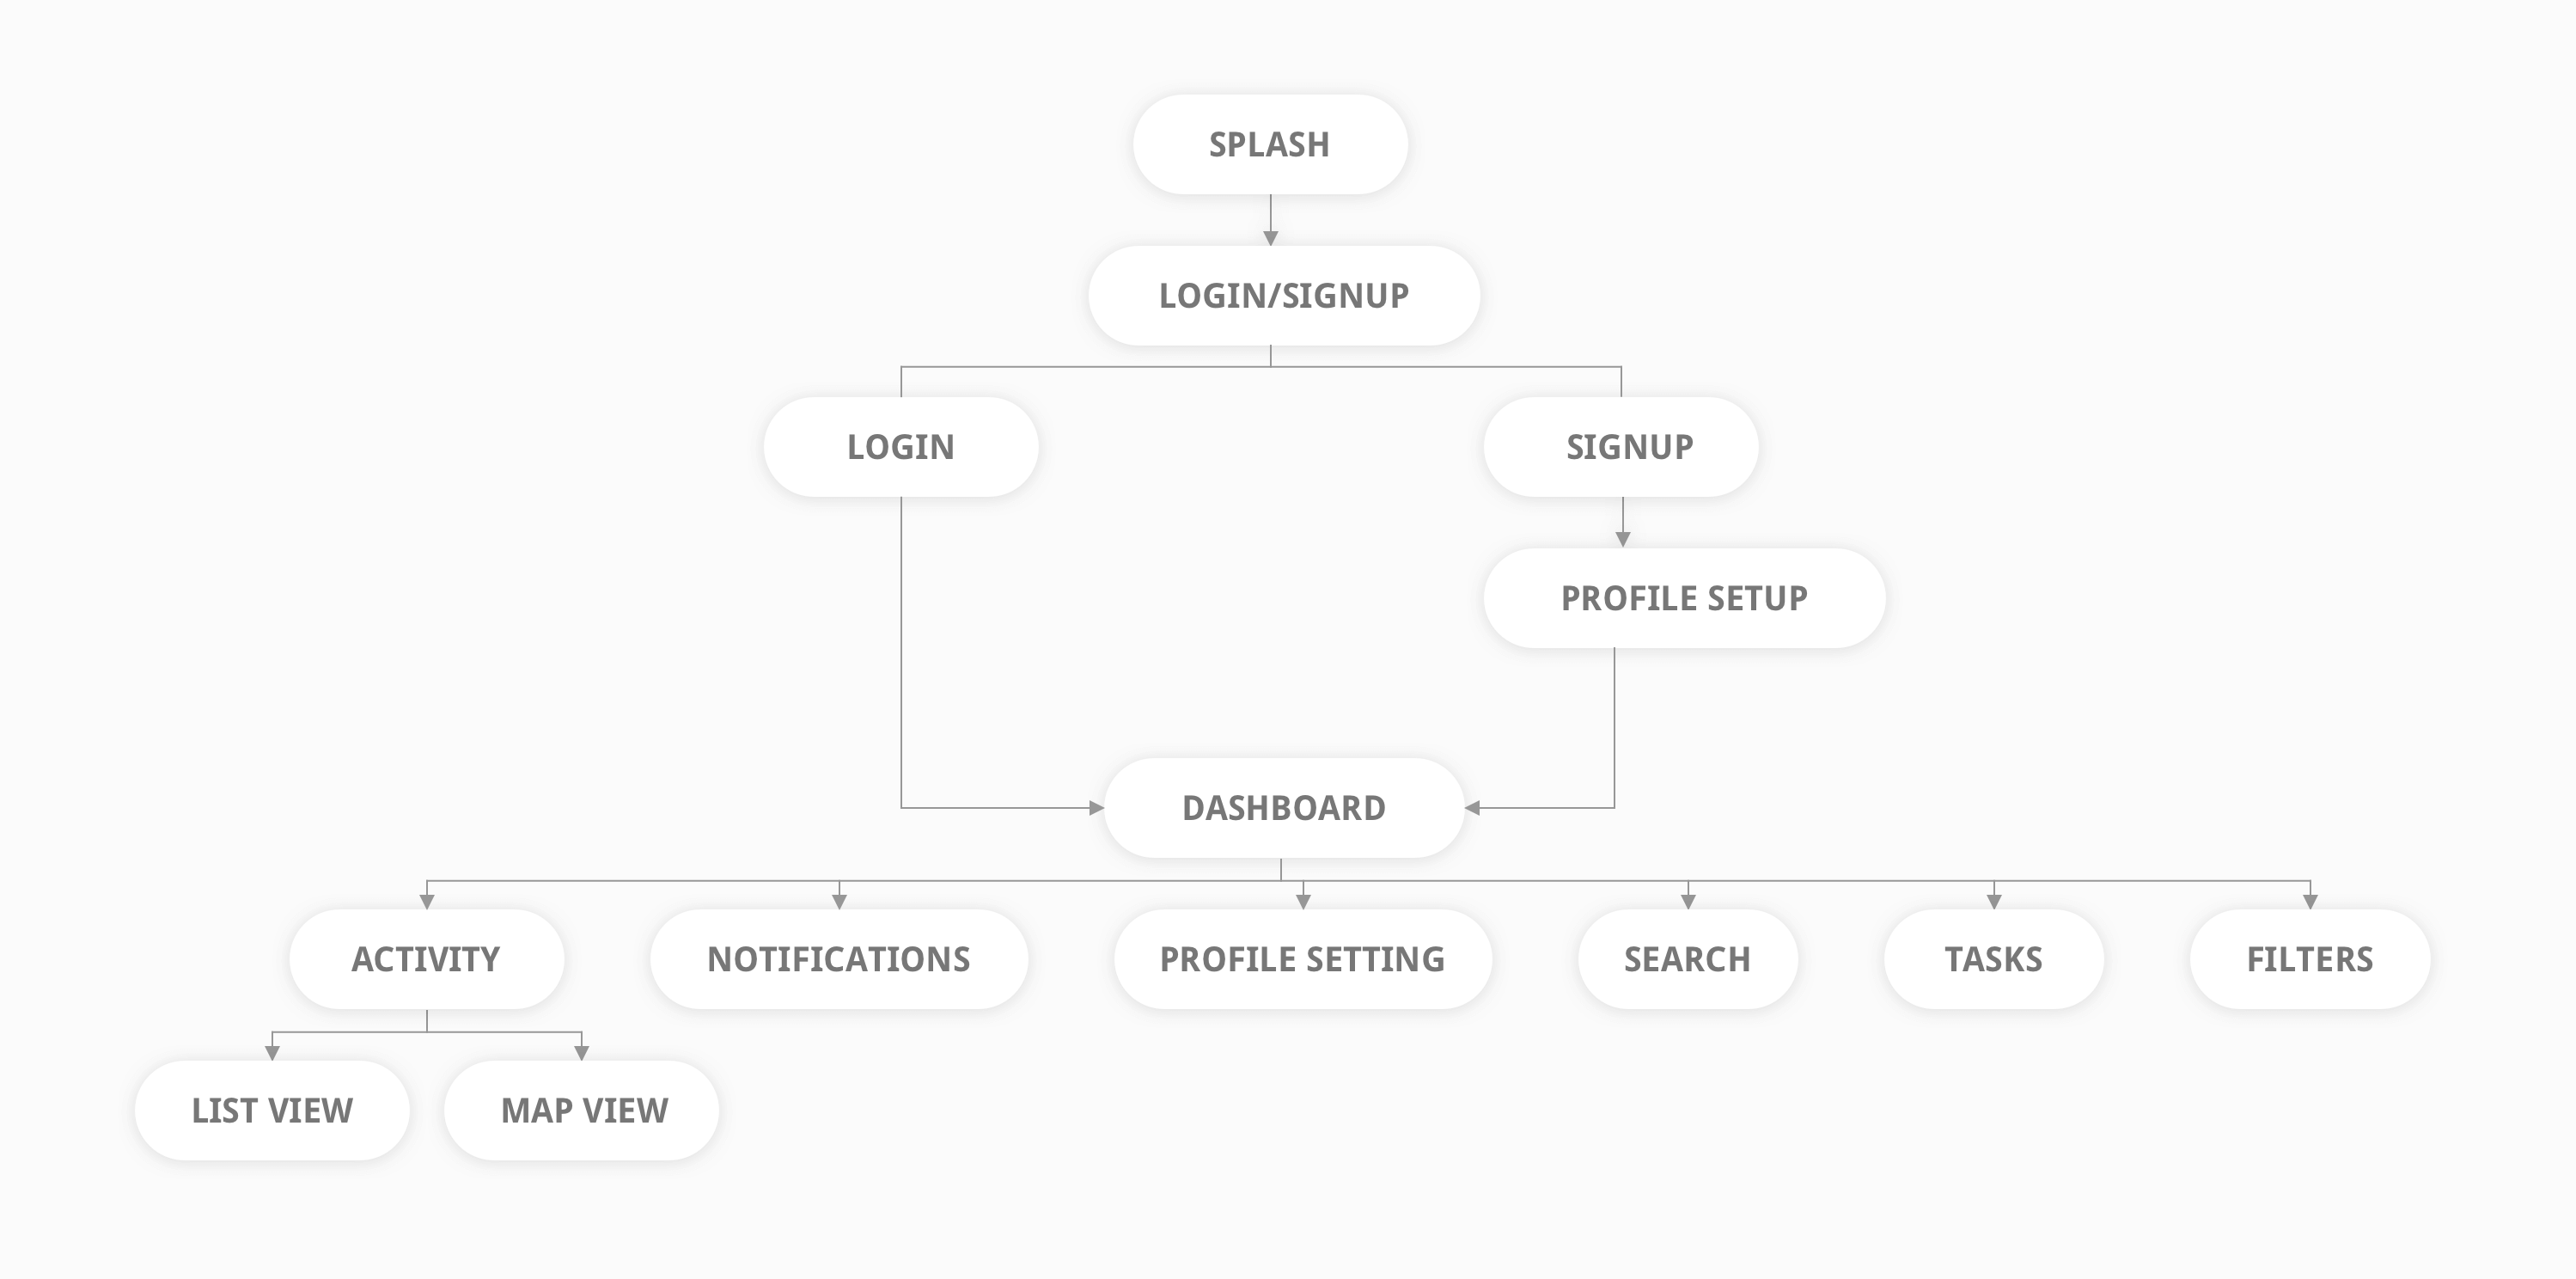 SPLASH
LOGIN/SIGNUP
LOGIN
SIGNUP
PROFILE SETUP
DASHBOARD
ACTIVITY
NOTIFICATIONS
PROFILE SETTING
SEARCH
TASKS
FILTERS
LIST VIEW
MAP VIEW